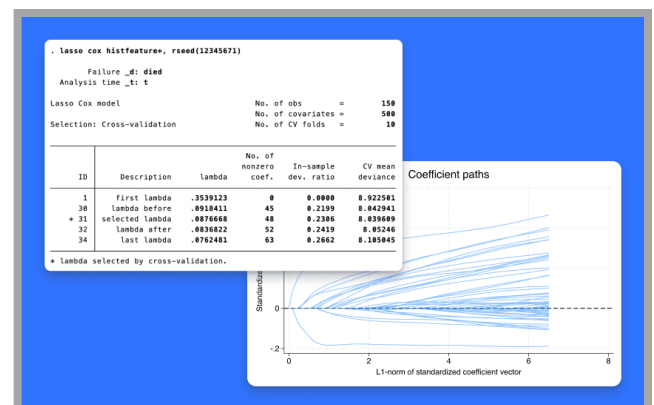 . lasso cox histfeature*, rseed(12345671)
Failure _d: died
Analysis time _t: t
Lasso Cox model No. of obs = 150
No. of covariates = 500
Selection: Cross-validation No. of CV folds = 10
No. of
nonzero In-sample CV mean
ID Description lambda coef. dev. ratio deviance
1 first lambda .3539123 0 0.0000 8.922501
30 lambda before .0918411 45 0.2199 8.042941
* 31 selected lambda .0876668 48 0.2306 8.039609
32 lambda after .0836822 52 0.2419 8.05246
34 last lambda .0762481 63 0.2662 8.105045
* lambda selected by cross-validation.
Coefficient paths
0
-.2
0 2 4 6 8
L1-norm of standardized coefficient vector